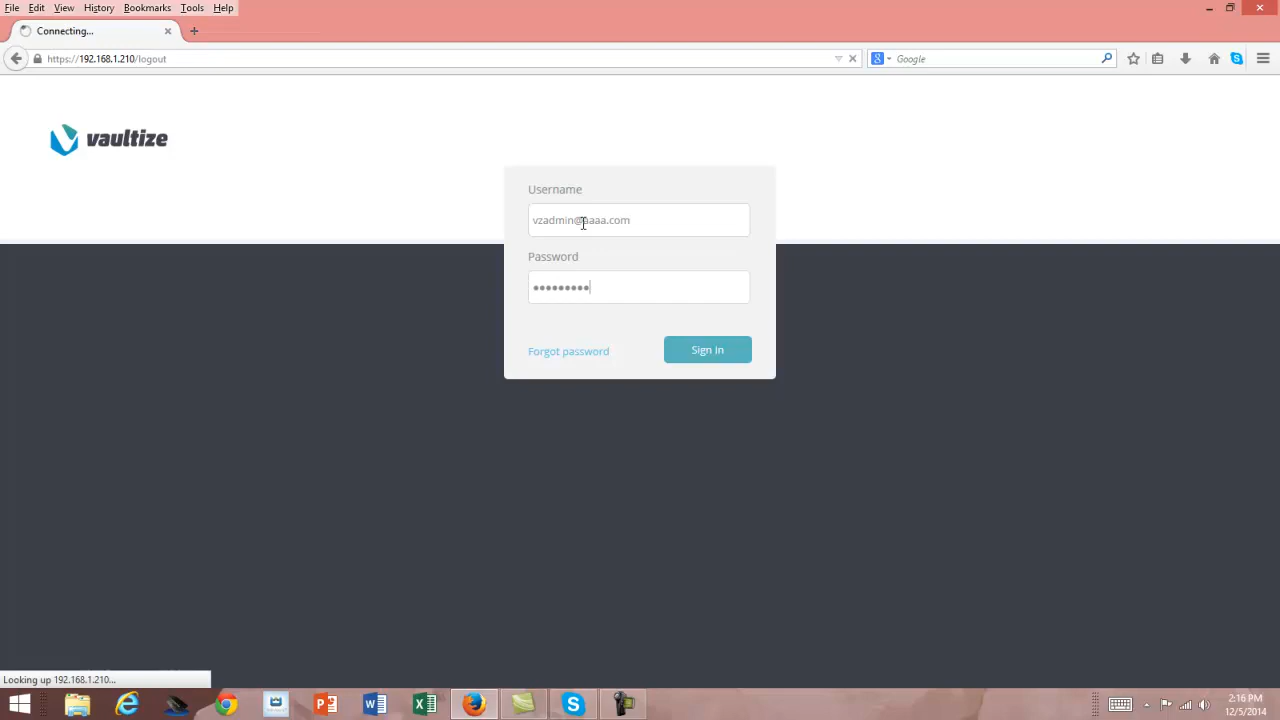 File Edit View History Bookmarks Tools Help
Connecting...
https://192.168.1.210/logout
Google
vaultize
Username
vzadmin@aaaa.com
Password
Forgot password
Sign in
Looking up 192.168.1.210...
2:16 PM
12/5/2014